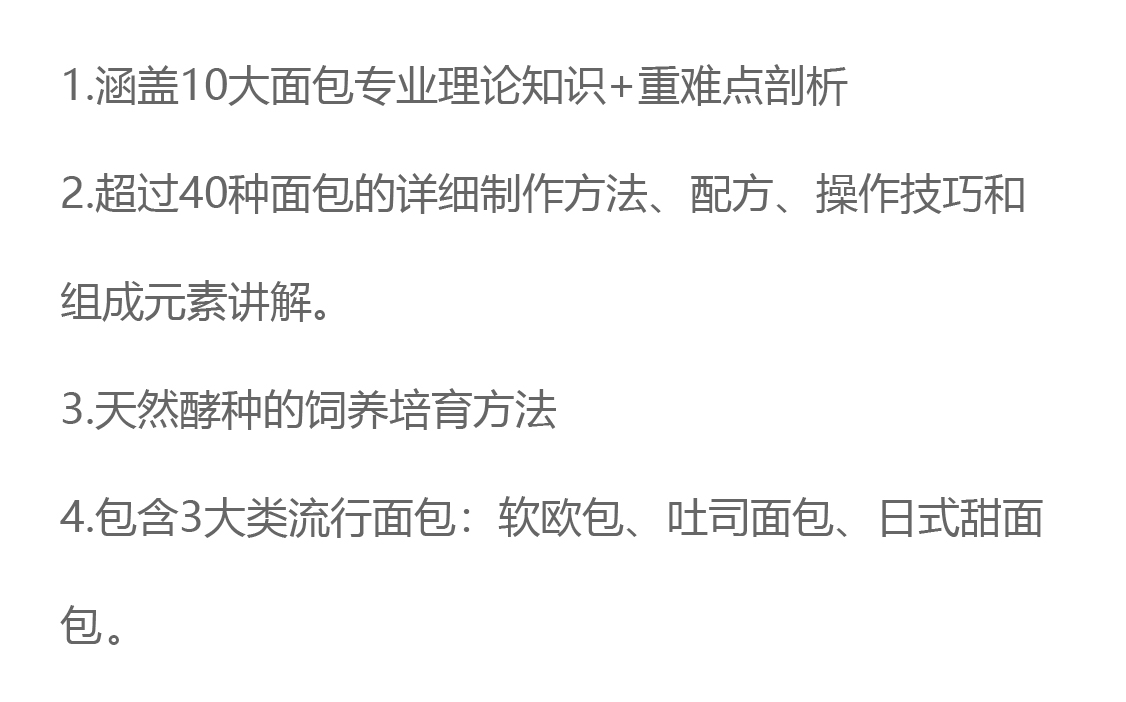 1.涵盖10大面包专业理论知识+重难点剖析
2.超过40种面包的详细制作方法、配方、操作技巧和
组成元素讲解。
3.天然酵种的饲养培育方法
4.包含3大类流行面包：软欧包、吐司面包、日式甜面
包。